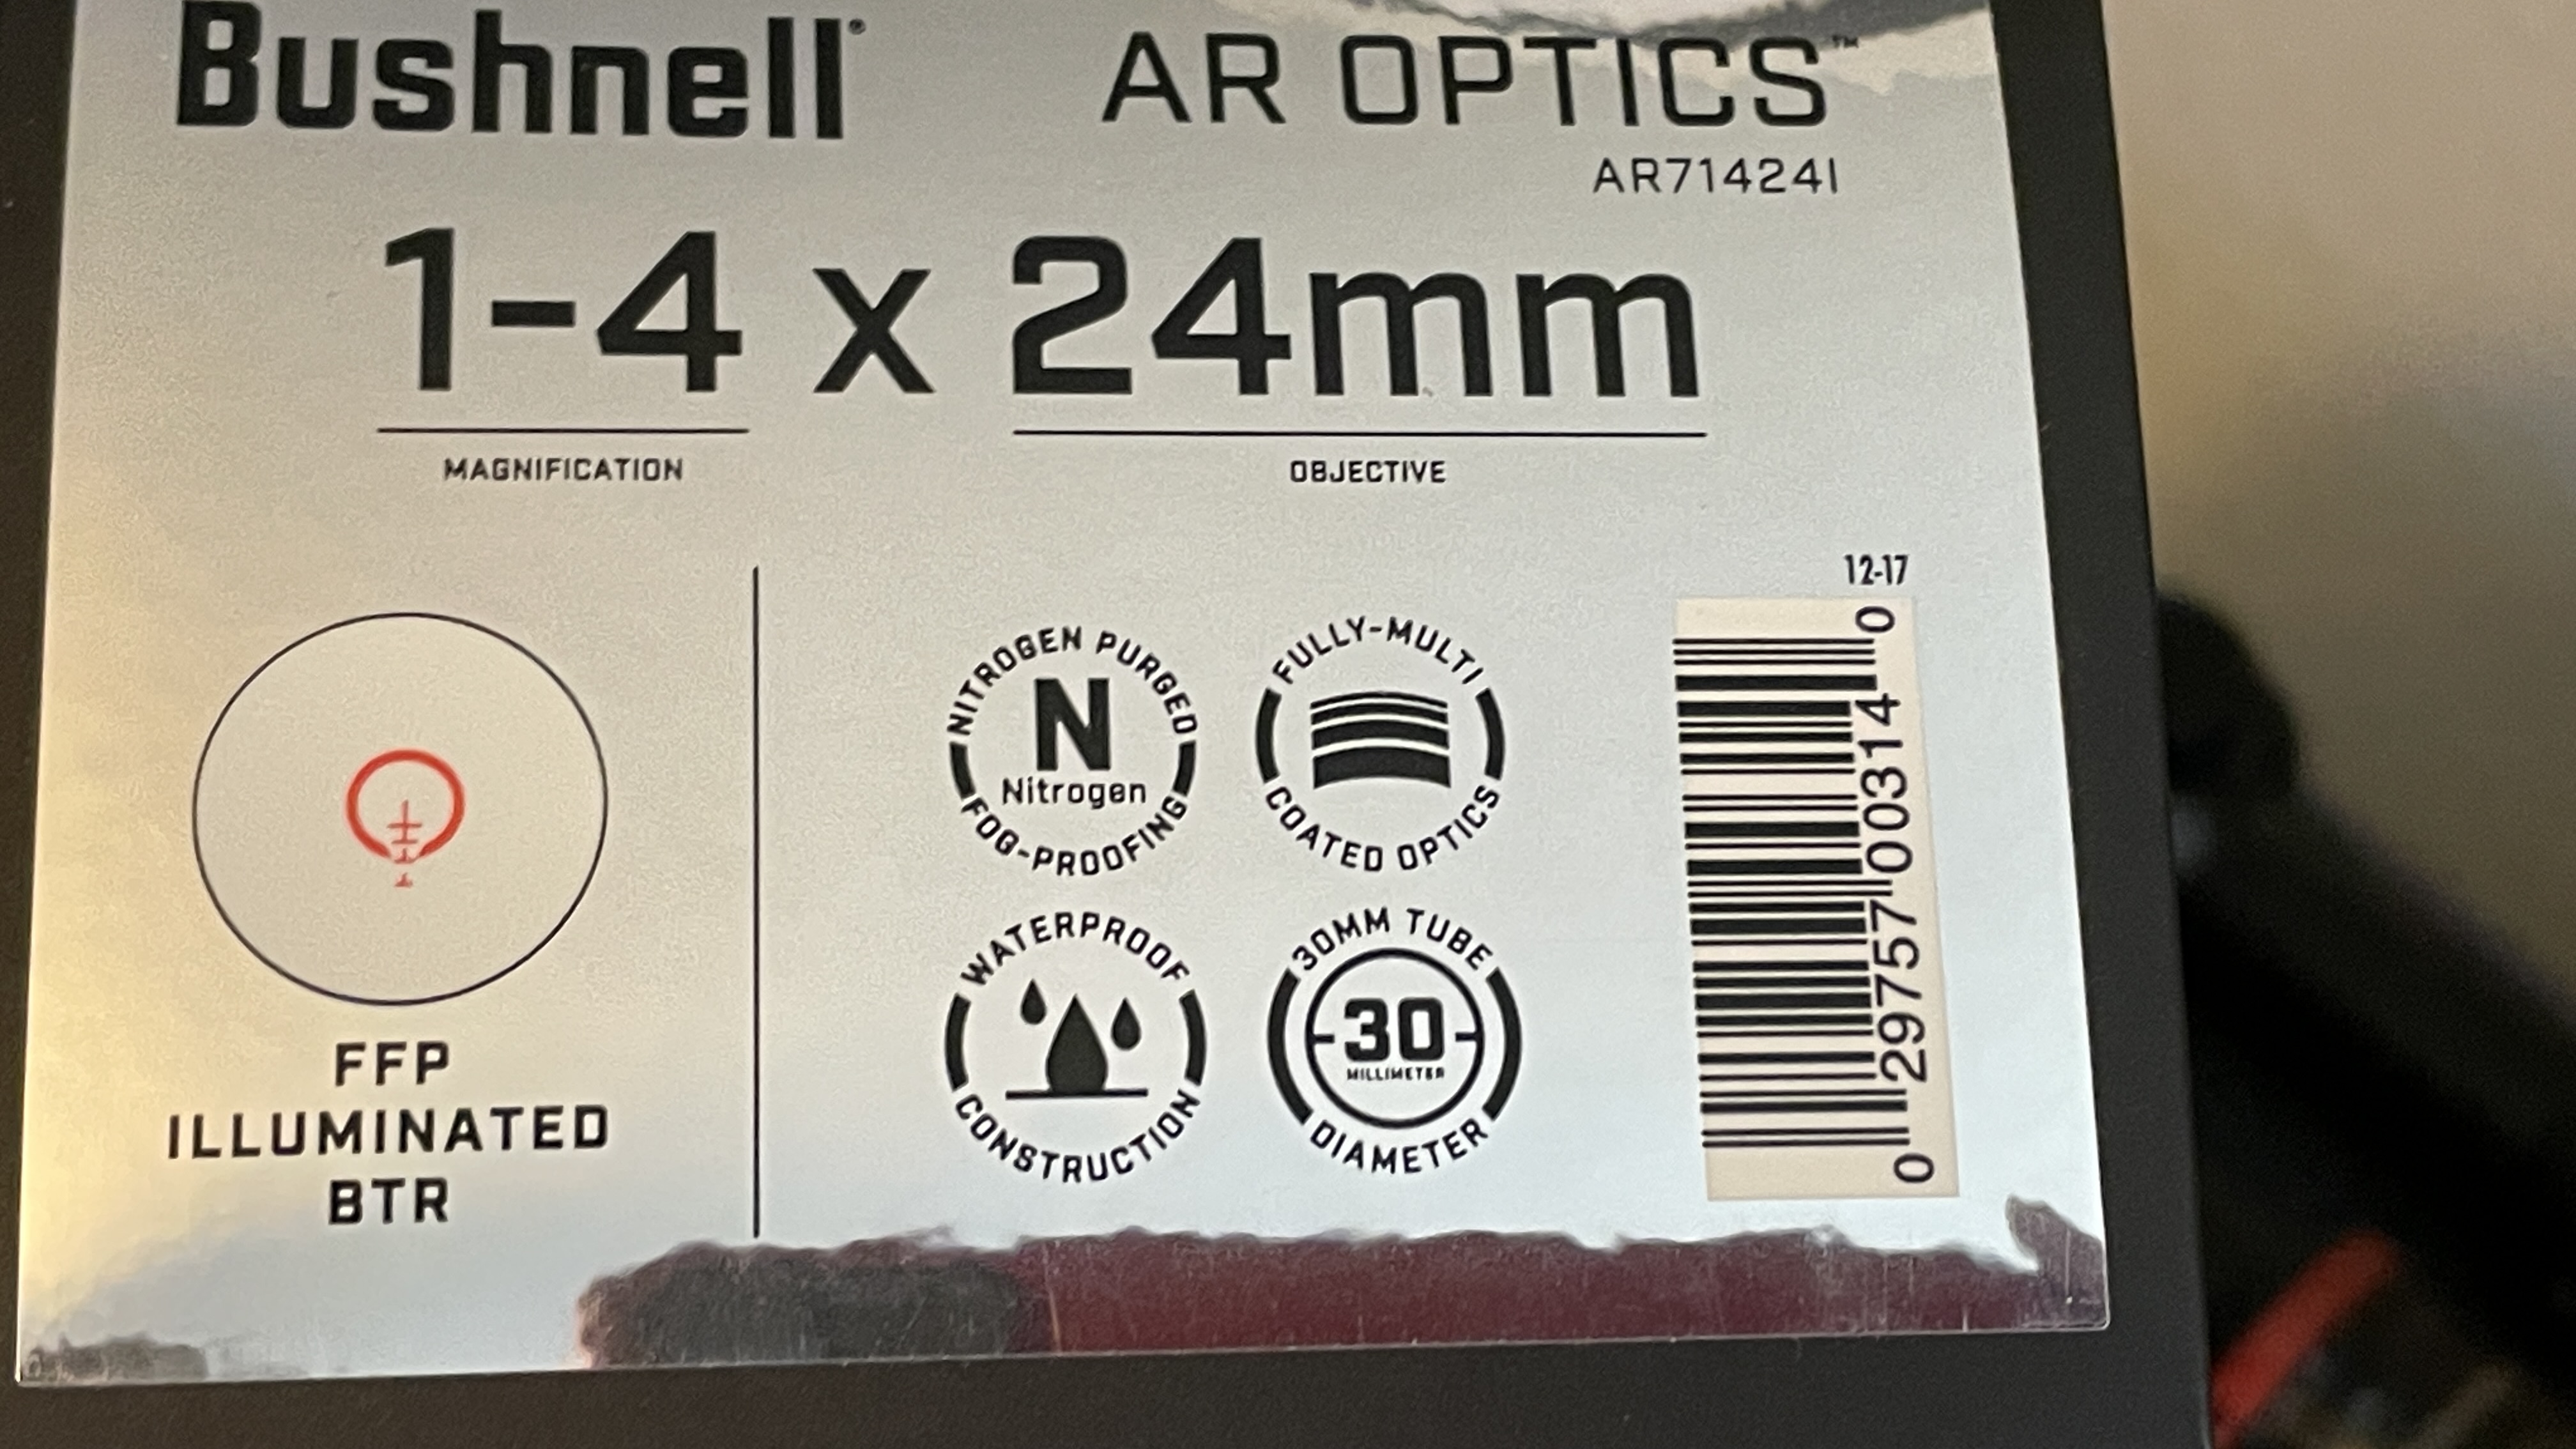 Bushnell®
AR OPTICS™
AR71424I
1-4 x 24mm
MAGNIFICATION
OBJECTIVE
FFP
ILLUMINATED
BTR
NITROGEN PURGED
N
Nitrogen
FOG-PROOFING
FULLY-MULTI
COATED OPTICS
WATERPROOF
CONSTRUCTION
30MM TUBE
30
MILLIMETER
DIAMETER
12-17
0 29757 00314 0